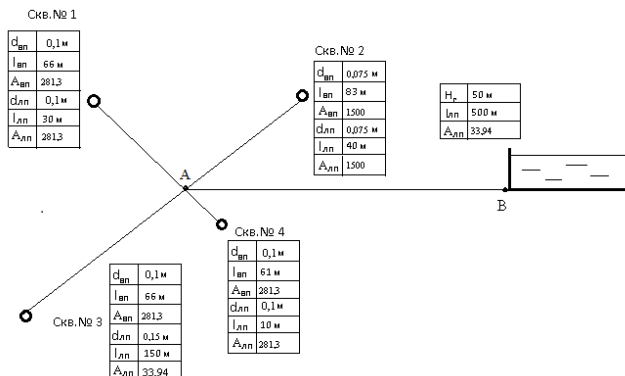 Скв.№ 1
dвп 0,1 м
lвп 66 м
Aвп 281,3
dлп 0,1 м
lлп 30 м
Aлп 281,3
Скв.№ 2
dвп 0,075 м
lвп 83 м
Aвп 1500
dлп 0,075 м
lлп 40 м
Aлп 1500
Hг 50 м
lлп 500 м
Aлп 33,94
A
B
Скв.№ 4
dвп 0,1 м
lвп 61 м
Aвп 281,3
dлп 0,1 м
lлп 10 м
Aлп 281,3
Скв.№ 3
dвп 0,1 м
lвп 66 м
Aвп 281,3
dлп 0,15 м
lлп 150 м
Aлп 33,94